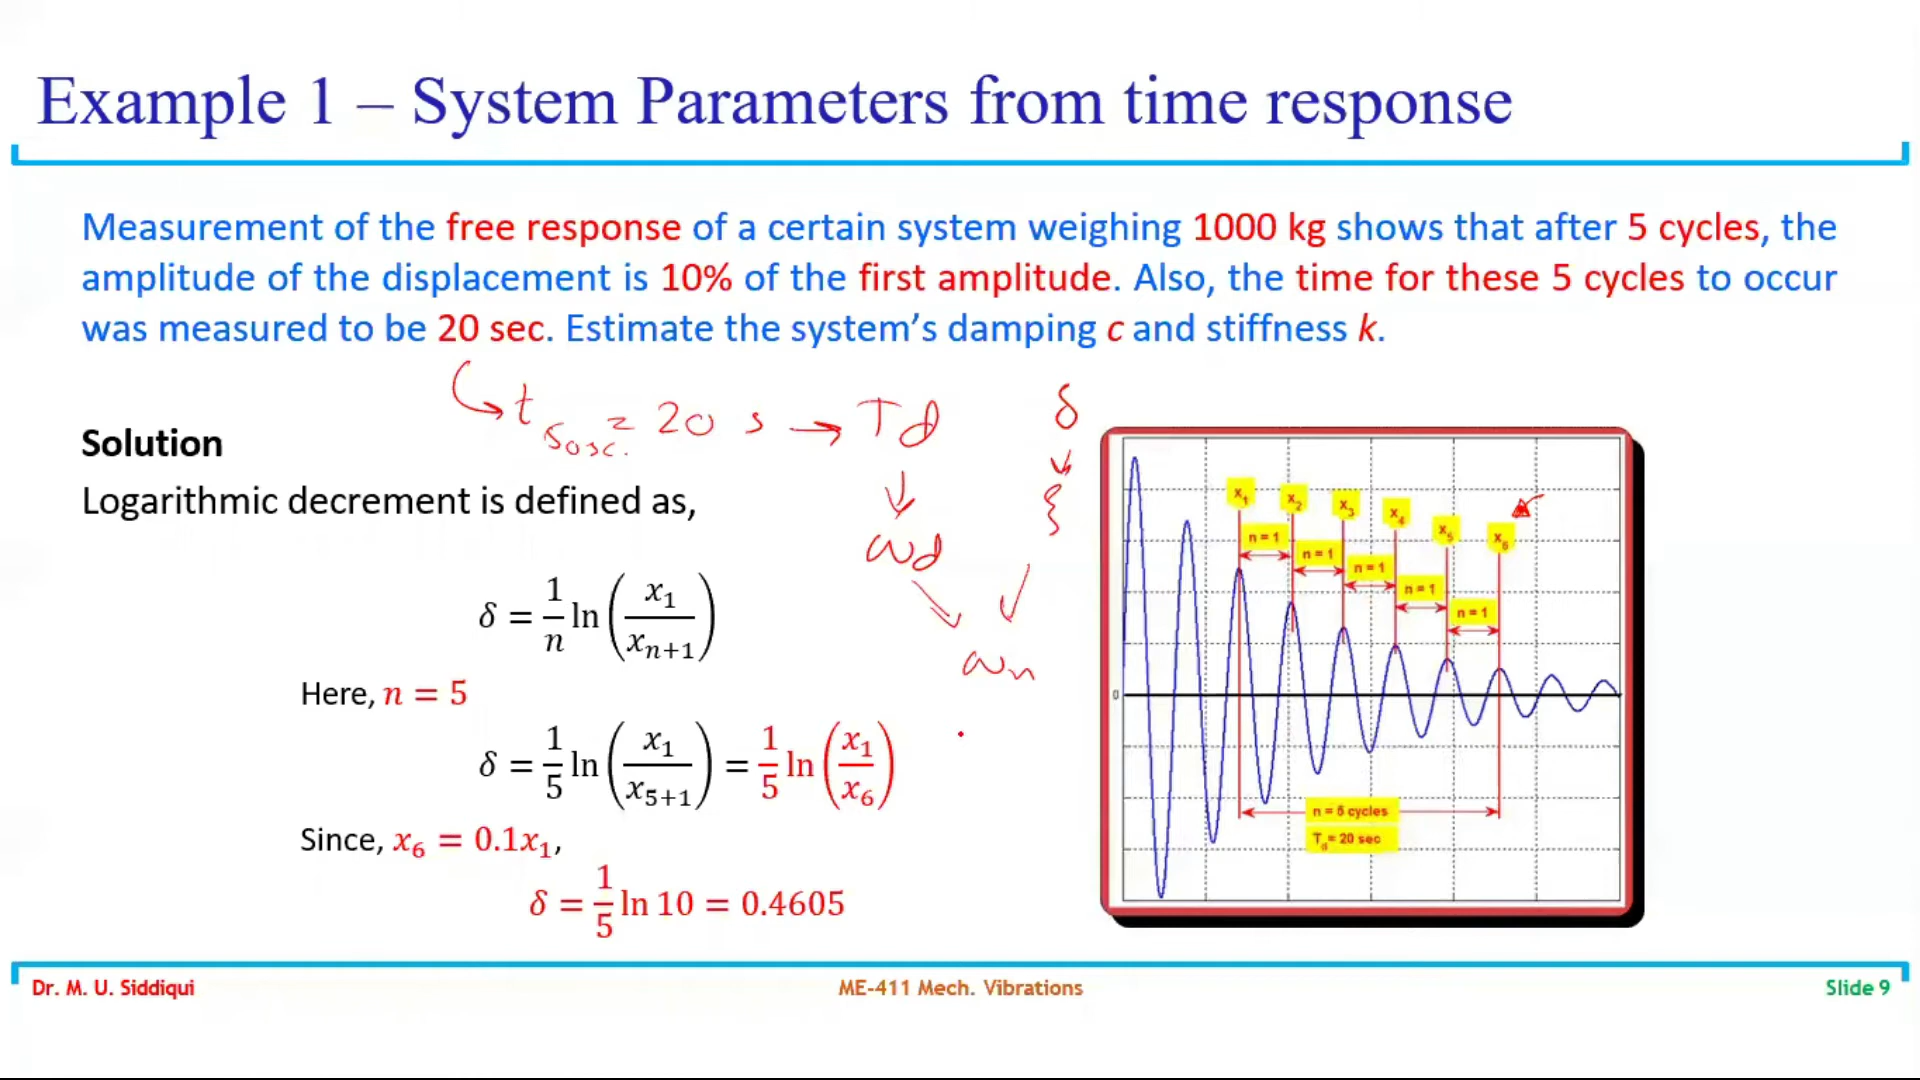 Example 1 – System Parameters from time response
Measurement of the free response of a certain system weighing 1000 kg shows that after 5 cycles, the
amplitude of the displacement is 10% of the first amplitude. Also, the time for these 5 cycles to occur
was measured to be 20 sec. Estimate the system's damping c and stiffness k.
t 5 osc. = 20 s → Td
δ
↓
ξ
↓
ωd
ωn
Solution
Logarithmic decrement is defined as,
δ = 1/n ln(x₁/xₙ₊₁)
Here, n = 5
δ = 1/5 ln(x₁/x₅₊₁) = 1/5 ln(x₁/x₆)
Since, x₆ = 0.1x₁,
δ = 1/5 ln 10 = 0.4605
x₁ x₂ x₃ x₄ x₅ x₆
n = 1
n = 1
n = 1
n = 1
n = 1
0
n = 5 cycles
T_d = 20 sec
Dr. M. U. Siddiqui
ME-411 Mech. Vibrations
Slide 9